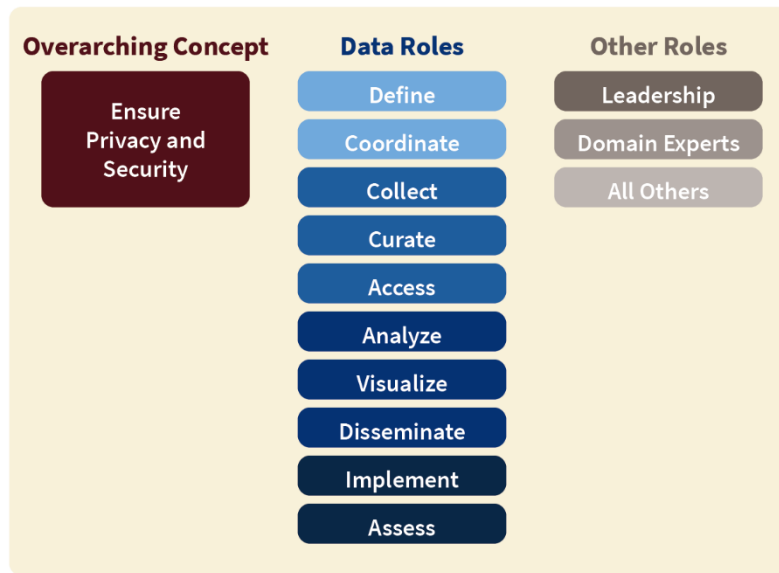 Overarching Concept
Ensure
Privacy and
Security
Data Roles
Define
Coordinate
Collect
Curate
Access
Analyze
Visualize
Disseminate
Implement
Assess
Other Roles
Leadership
Domain Experts
All Others